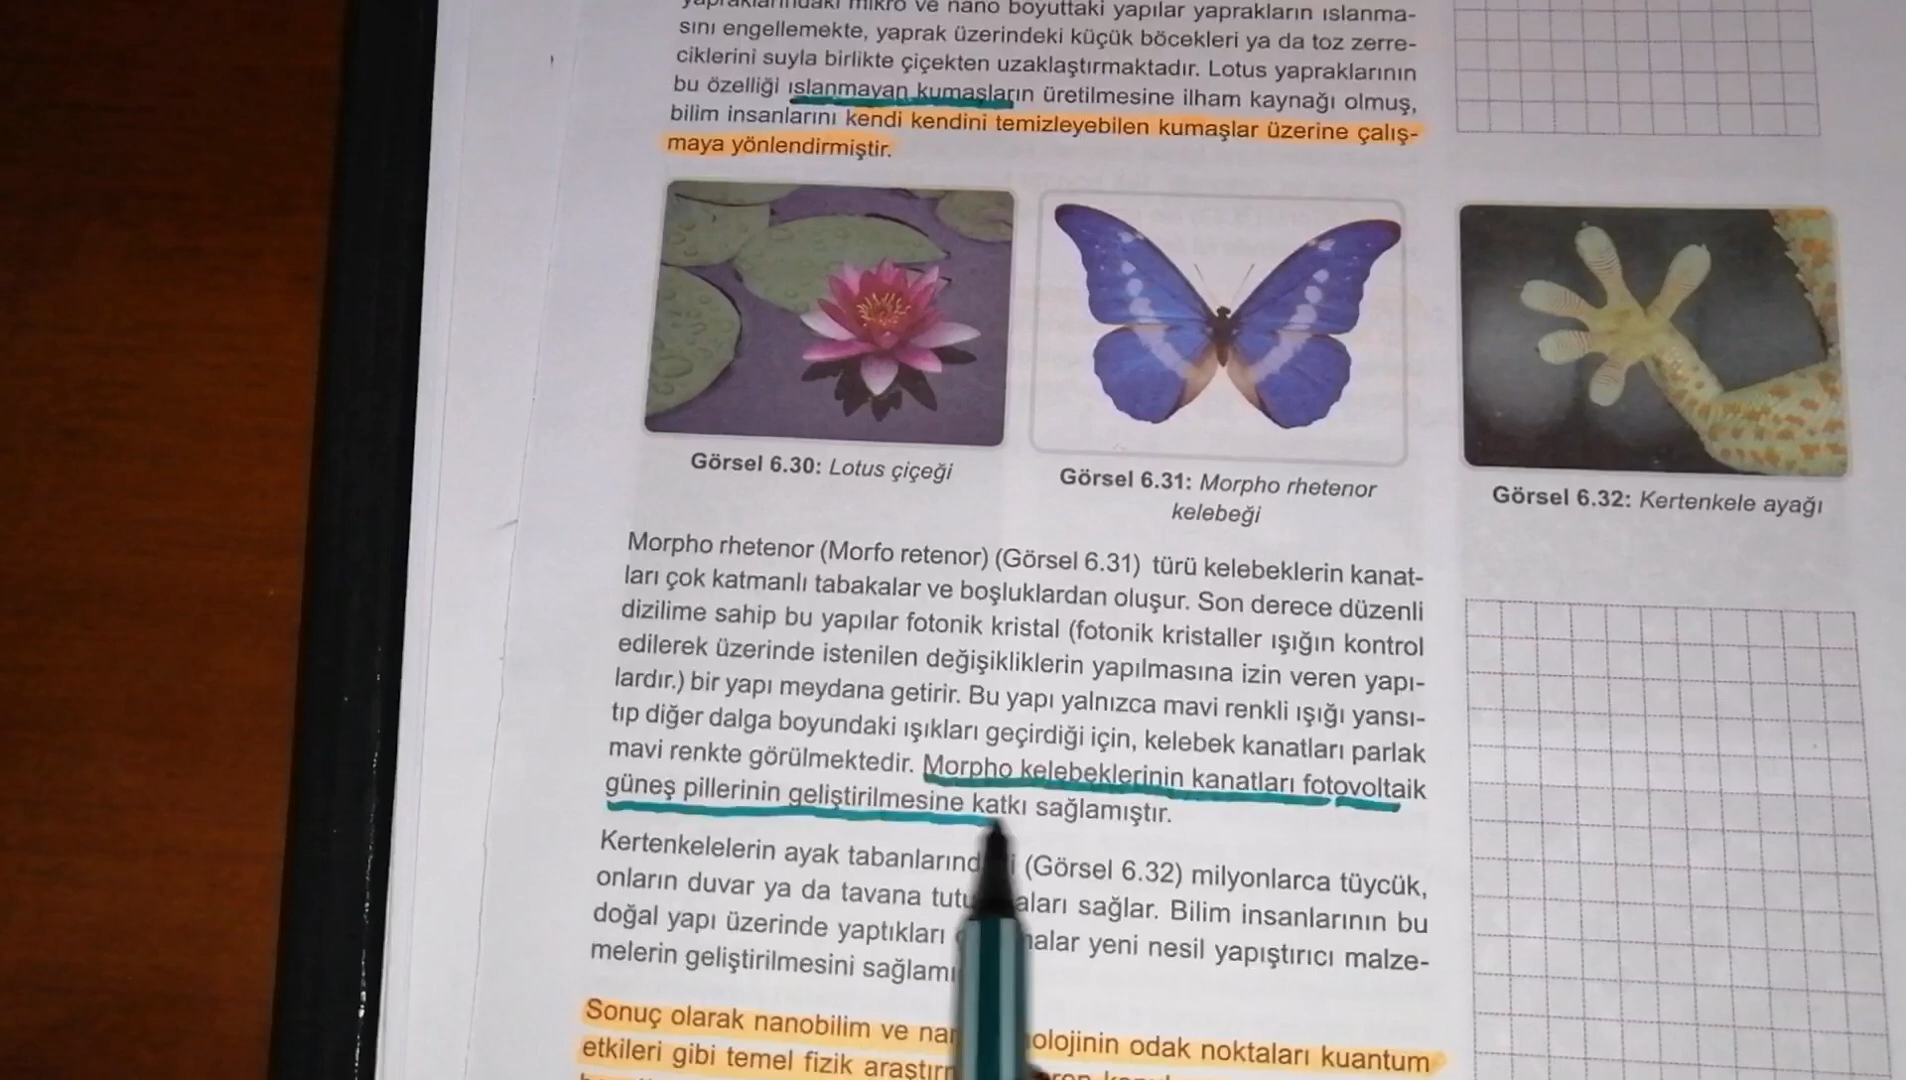 mikro ve nano boyuttaki yapılar yaprakların ıslanma-
sını engellemekte, yaprak üzerindeki küçük böcekleri ya da toz zerre-
ciklerini suyla birlikte çiçekten uzaklaştırmaktadır. Lotus yapraklarının
bu özelliği ıslanmayan kumaşların üretilmesine ilham kaynağı olmuş,
bilim insanlarını kendi kendini temizleyebilen kumaşlar üzerine çalış-
maya yönlendirmiştir.
Görsel 6.30: Lotus çiçeği
Görsel 6.31: Morpho rhetenor
kelebeği
Görsel 6.32: Kertenkele ayağı
Morpho rhetenor (Morfo retenor) (Görsel 6.31) türü kelebeklerin kanat-
ları çok katmanlı tabakalar ve boşluklardan oluşur. Son derece düzenli
dizilime sahip bu yapılar fotonik kristal (fotonik kristaller ışığın kontrol
edilerek üzerinde istenilen değişikliklerin yapılmasına izin veren yapı-
lardır.) bir yapı meydana getirir. Bu yapı yalnızca mavi renkli ışığı yansı-
tıp diğer dalga boyundaki ışıkları geçirdiği için, kelebek kanatları parlak
mavi renkte görülmektedir. Morpho kelebeklerinin kanatları fotovoltaik
güneş pillerinin geliştirilmesine katkı sağlamıştır.
Kertenkelelerin ayak (Görsel 6.32) milyonlarca tüycük,
onların duvar ya da tavana sağlar. Bilim insanlarının bu
doğal yapı üzerinde yaptıkları yeni nesil yapıştırıcı malze-
melerin geliştirilmesini
Sonuç olarak nanobilim ve odak noktaları kuantum
etkileri gibi temel fizik